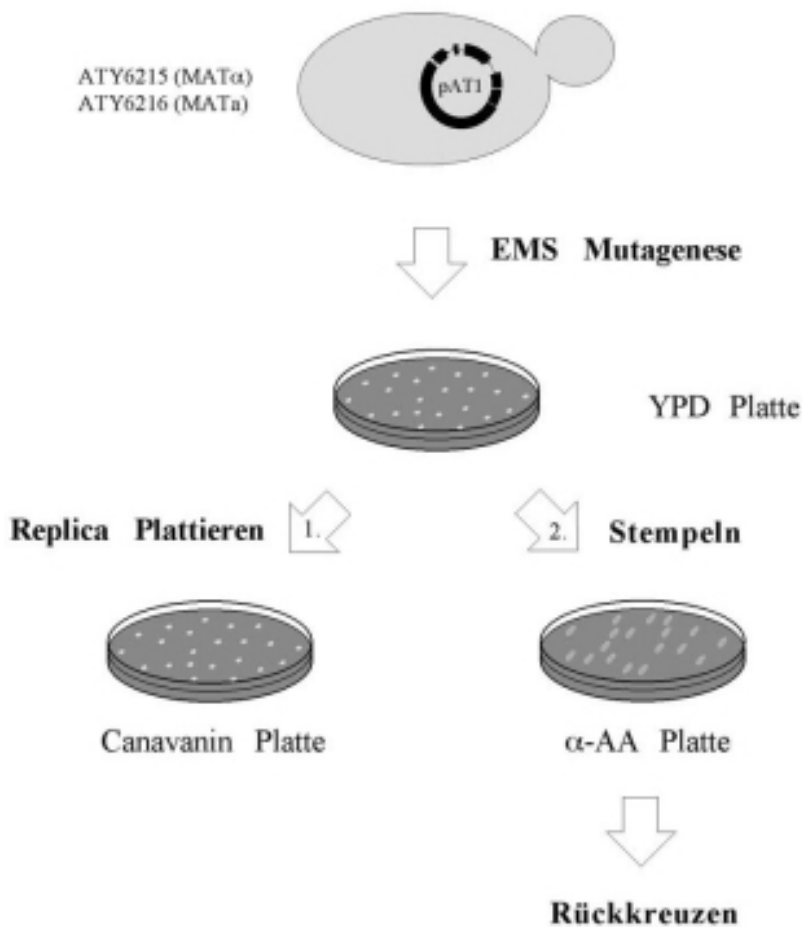 ATY6215 (MATα)
ATY6216 (MATa)
pAT1
EMS Mutagenese
YPD Platte
Replica Plattieren
1.
2.
Stempeln
Canavanin Platte
α-AA Platte
Rückkreuzen